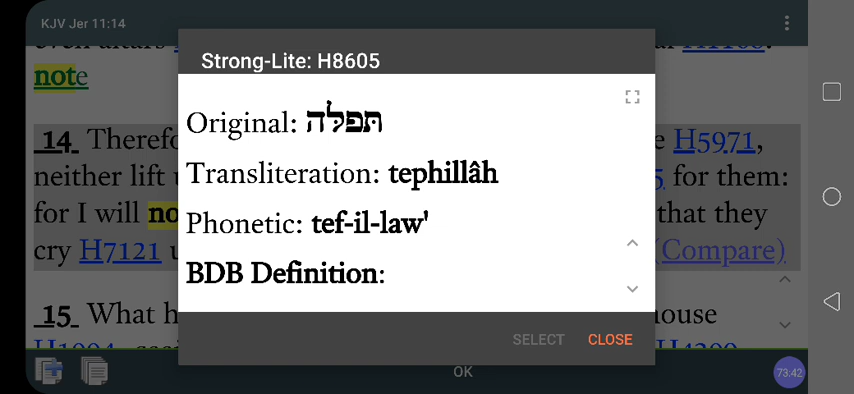 KJV Jer 11:14
Strong-Lite: H8605
note
Original: תּפלּה
Transliteration: tephillâh
Phonetic: tef-il-law'
BDB Definition:
14 Therefo e H5971,
neither lift u 5 for them:
for I will no that they
cry H7121 u (Compare)
15 What h ouse
SELECT CLOSE
OK
73:42